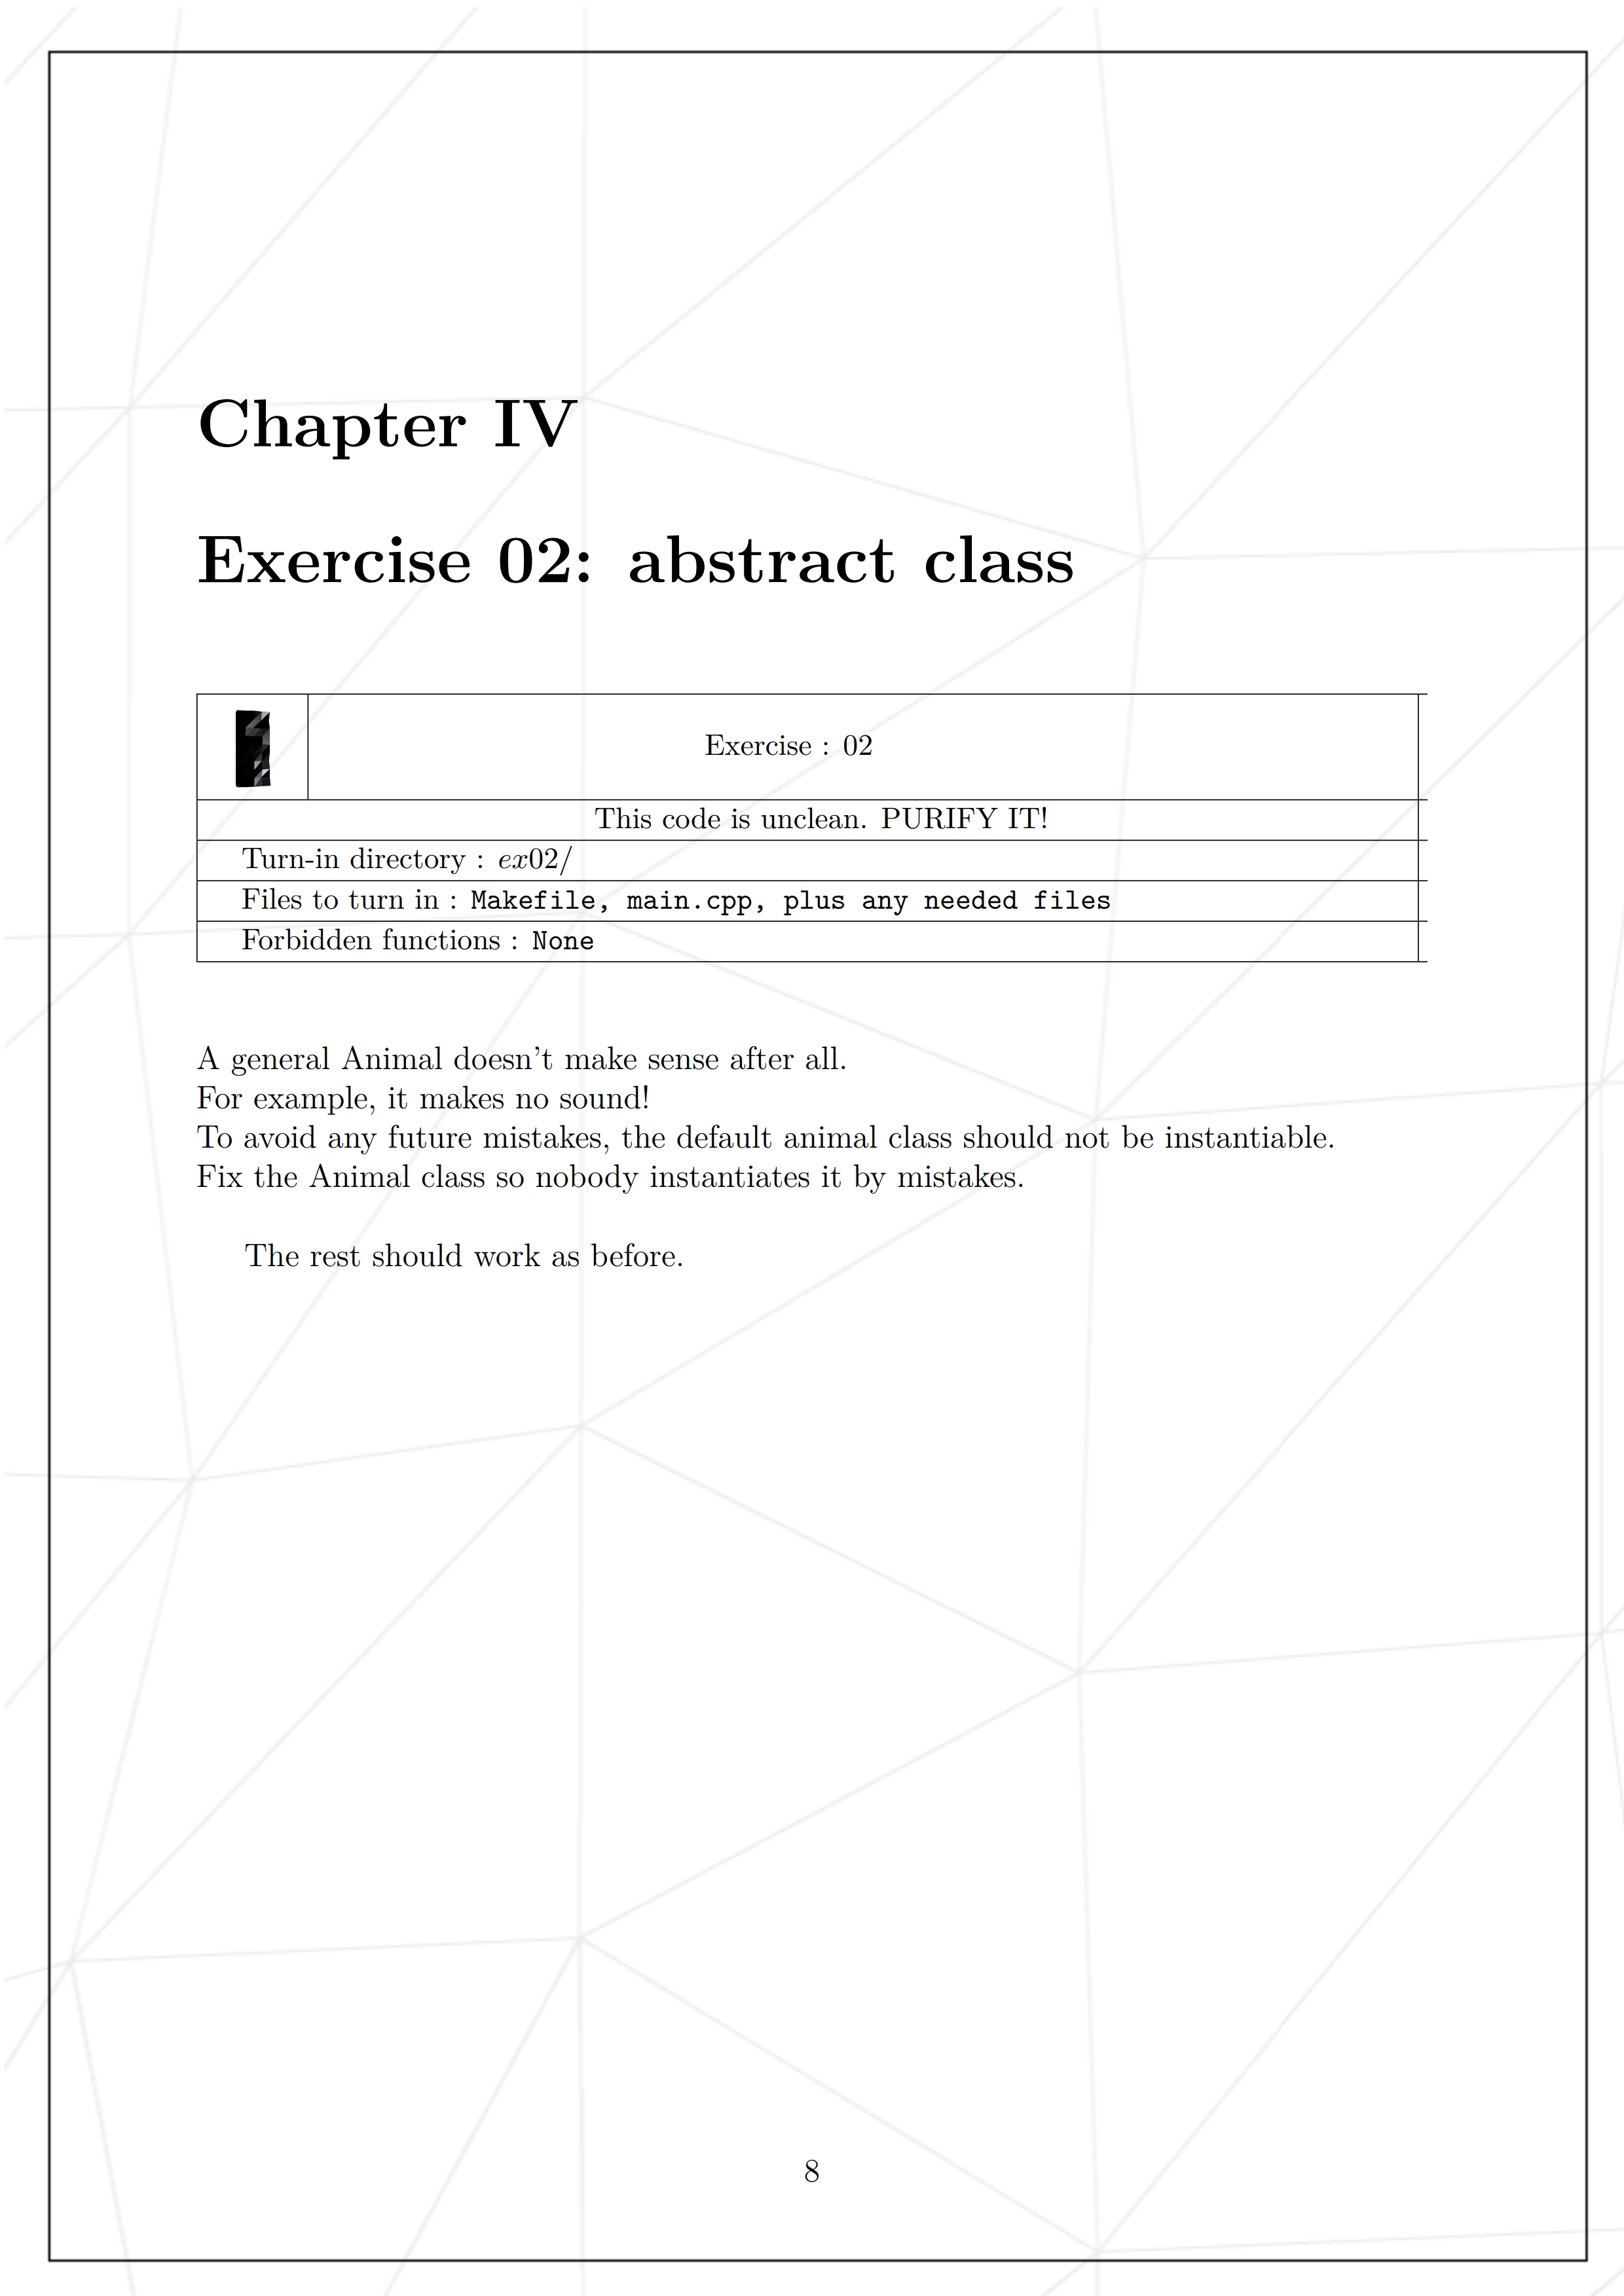 Chapter IV
Exercise 02: abstract class
Exercise : 02
This code is unclean. PURIFY IT!
Turn-in directory : ex02/
Files to turn in : Makefile, main.cpp, plus any needed files
Forbidden functions : None
A general Animal doesn't make sense after all.
For example, it makes no sound!
To avoid any future mistakes, the default animal class should not be instantiable.
Fix the Animal class so nobody instantiates it by mistakes.
The rest should work as before.
8